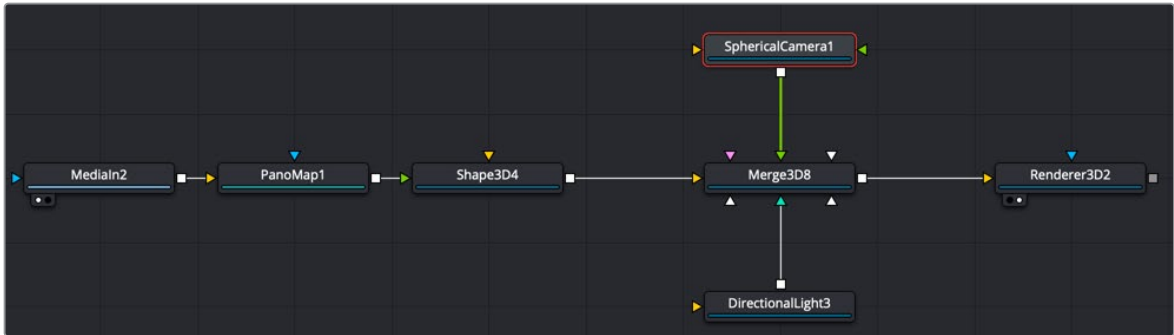 SphericalCamera1
MediaIn2
PanoMap1
Shape3D4
Merge3D8
Renderer3D2
DirectionalLight3